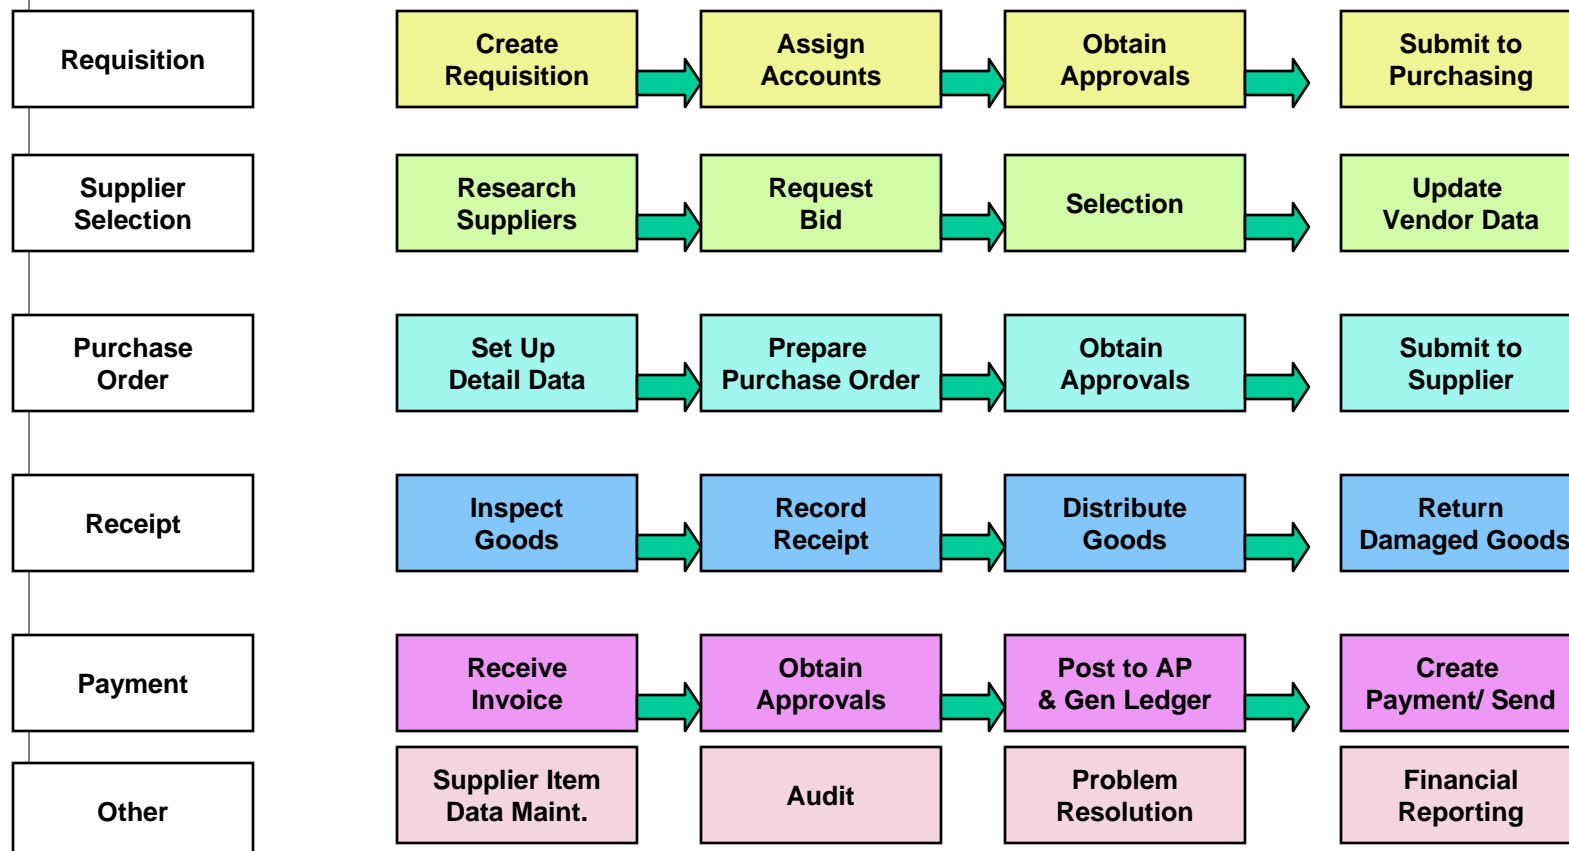 Requisition
Create
Requisition
Assign
Accounts
Obtain
Approvals
Submit to
Purchasing
Supplier
Selection
Research
Suppliers
Request
Bid
Selection
Update
Vendor Data
Purchase
Order
Set Up
Detail Data
Prepare
Purchase Order
Obtain
Approvals
Submit to
Supplier
Receipt
Inspect
Goods
Record
Receipt
Distribute
Goods
Return
Damaged Goods
Payment
Receive
Invoice
Obtain
Approvals
Post to AP
& Gen Ledger
Create
Payment/ Send
Other
Supplier Item
Data Maint.
Audit
Problem
Resolution
Financial
Reporting